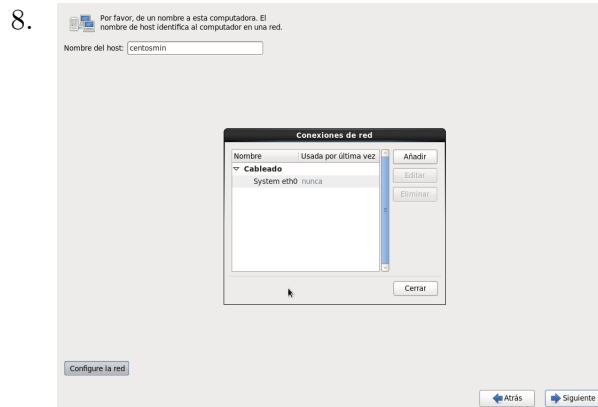 8.
Por favor, de un nombre a esta computadora. El
nombre de host identifica al computador en una red.
Nombre del host: centosmin
Conexiones de red
Nombre Usada por última vez
Cableado
System eth0 nunca
Añadir
Editar
Eliminar
Cerrar
Configure la red
Atrás Siguiente